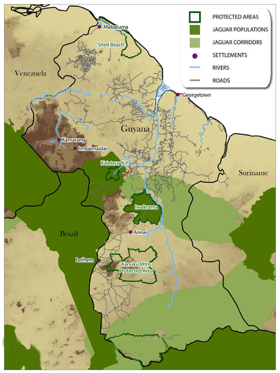 PROTECTED AREAS
JAGUAR POPULATIONS
JAGUAR CORRIDORS
SETTLEMENTS
RIVERS
ROADS
Mabaruma
Shell Beach
Venezuela
Georgetown
Guyana
Kamarang
Imbaimadai
Kaieteur N.P.
Suriname
Iwokrama
Brazil
Annai
Lethem
Kanuku Mtns
Protected Area